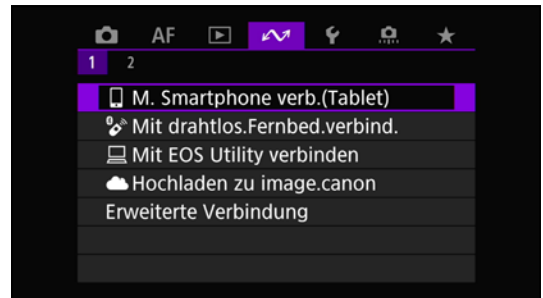 AF
1 2
M. Smartphone verb.(Tablet)
Mit drahtlos.Fernbed.verbind.
Mit EOS Utility verbinden
Hochladen zu image.canon
Erweiterte Verbindung